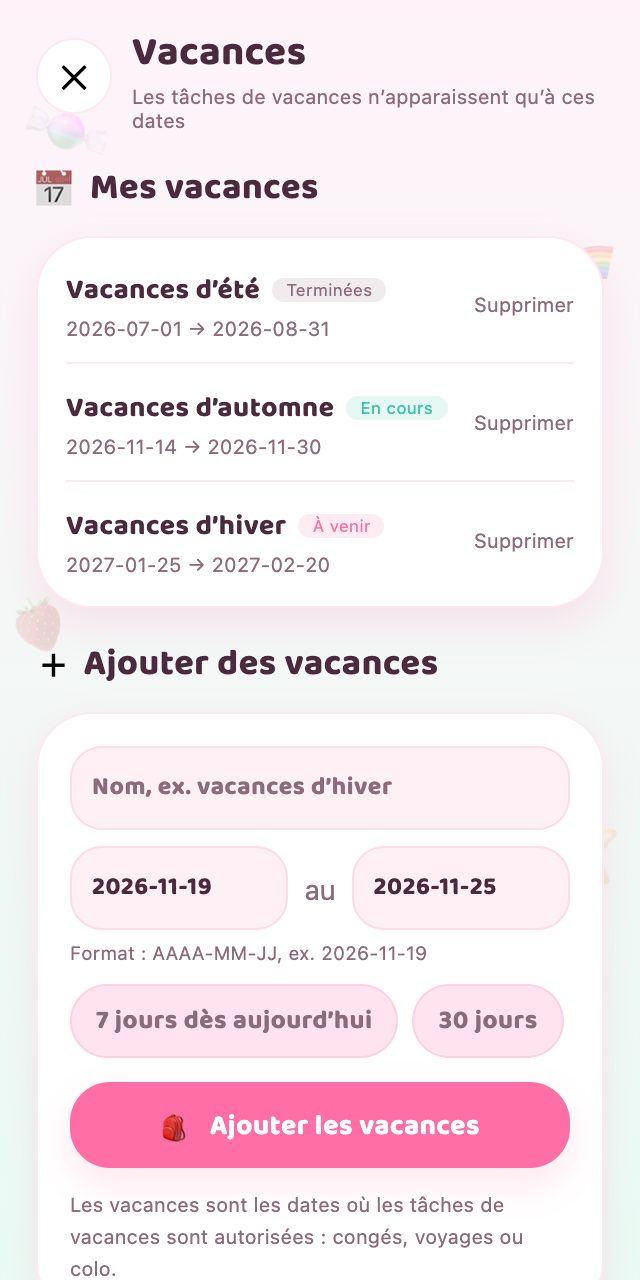 Vacances
Les tâches de vacances n’apparaissent qu’à ces
dates
JUL
17
Mes vacances
Vacances d’été
Terminées
2026-07-01 → 2026-08-31
Supprimer
Vacances d’automne
En cours
2026-11-14 → 2026-11-30
Supprimer
Vacances d’hiver
À venir
2027-01-25 → 2027-02-20
Supprimer
+ Ajouter des vacances
Nom, ex. vacances d’hiver
2026-11-19 au 2026-11-25
Format : AAAA-MM-JJ, ex. 2026-11-19
7 jours dès aujourd’hui
30 jours
Ajouter les vacances
Les vacances sont les dates où les tâches de
vacances sont autorisées : congés, voyages ou
colo.